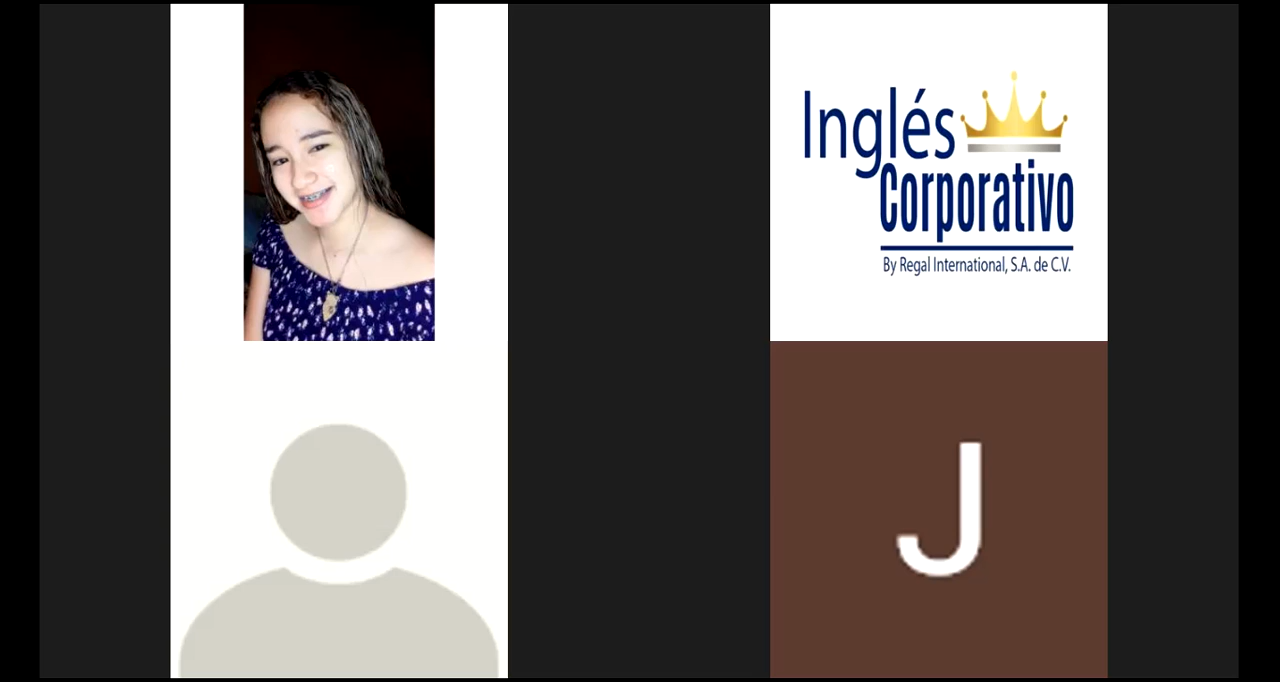 Inglés
Corporativo
By Regal International, S.A. de C.V.
J